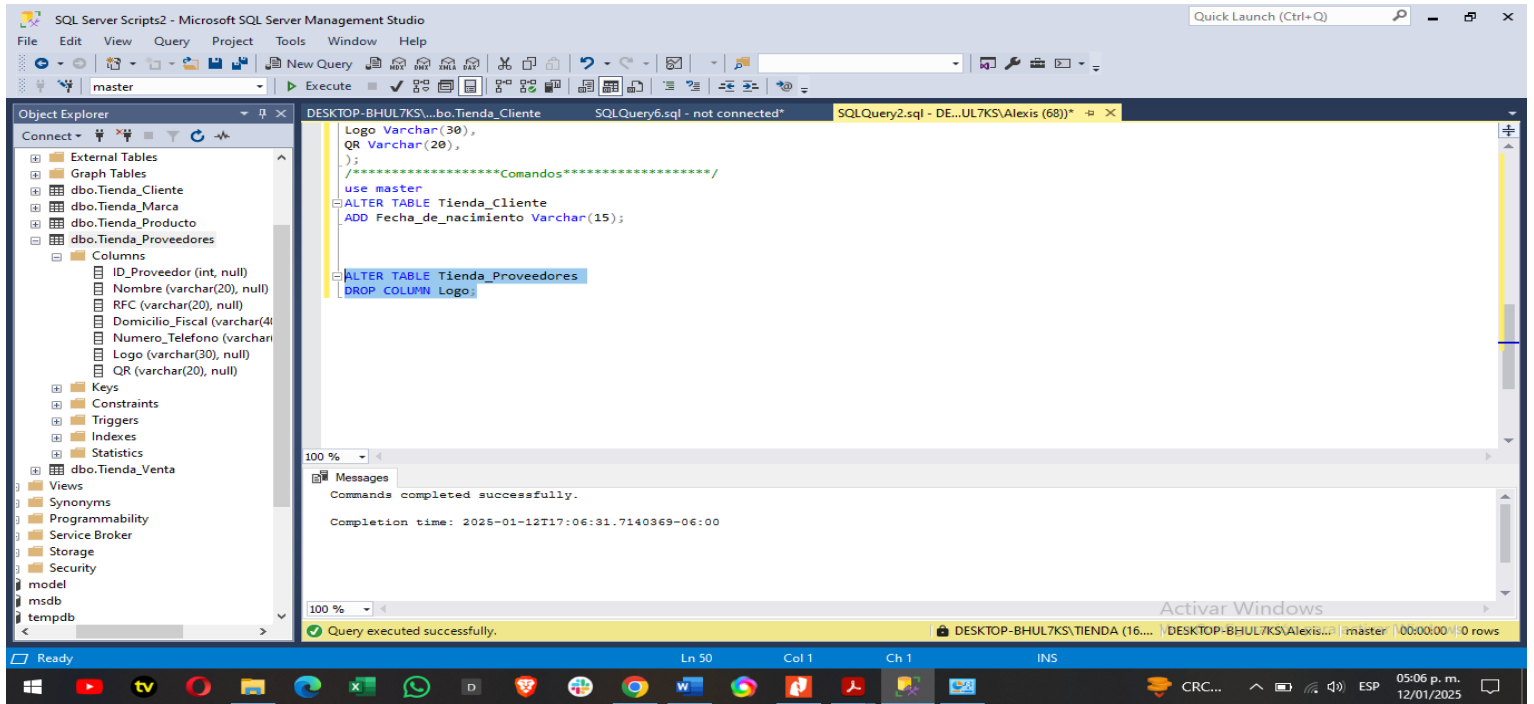 SQL Server Scripts2 - Microsoft SQL Server Management Studio
Quick Launch (Ctrl+Q)
File Edit View Query Project Tools Window Help
New Query
master
Execute
Object Explorer
Connect
External Tables
Graph Tables
dbo.Tienda_Cliente
dbo.Tienda_Marca
dbo.Tienda_Producto
dbo.Tienda_Proveedores
Columns
ID_Proveedor (int, null)
Nombre (varchar(20), null)
RFC (varchar(20), null)
Domicilio_Fiscal (varchar(40
Numero_Telefono (varchar(
Logo (varchar(30), null)
QR (varchar(20), null)
Keys
Constraints
Triggers
Indexes
Statistics
dbo.Tienda_Venta
Views
Synonyms
Programmability
Service Broker
Storage
Security
model
msdb
tempdb
DESKTOP-BHUL7KS\...bo.Tienda_Cliente SQLQuery6.sql - not connected* SQLQuery2.sql - DE...UL7KS\Alexis (68))*
Logo Varchar(30),
QR Varchar(20),
);
/*******************Comandos*******************/
use master
ALTER TABLE Tienda_Cliente
ADD Fecha_de_nacimiento Varchar(15);
ALTER TABLE Tienda_Proveedores
DROP COLUMN Logo;
100 %
Messages
Commands completed successfully.
Completion time: 2025-01-12T17:06:31.7140369-06:00
100 %
Activar Windows
Query executed successfully.
DESKTOP-BHUL7KS\TIENDA (16.... DESKTOP-BHUL7KS\Alexis... master 00:00:00 0 rows
Ready Ln 50 Col 1 Ch 1 INS
CRC... ESP 05:06 p. m.
12/01/2025